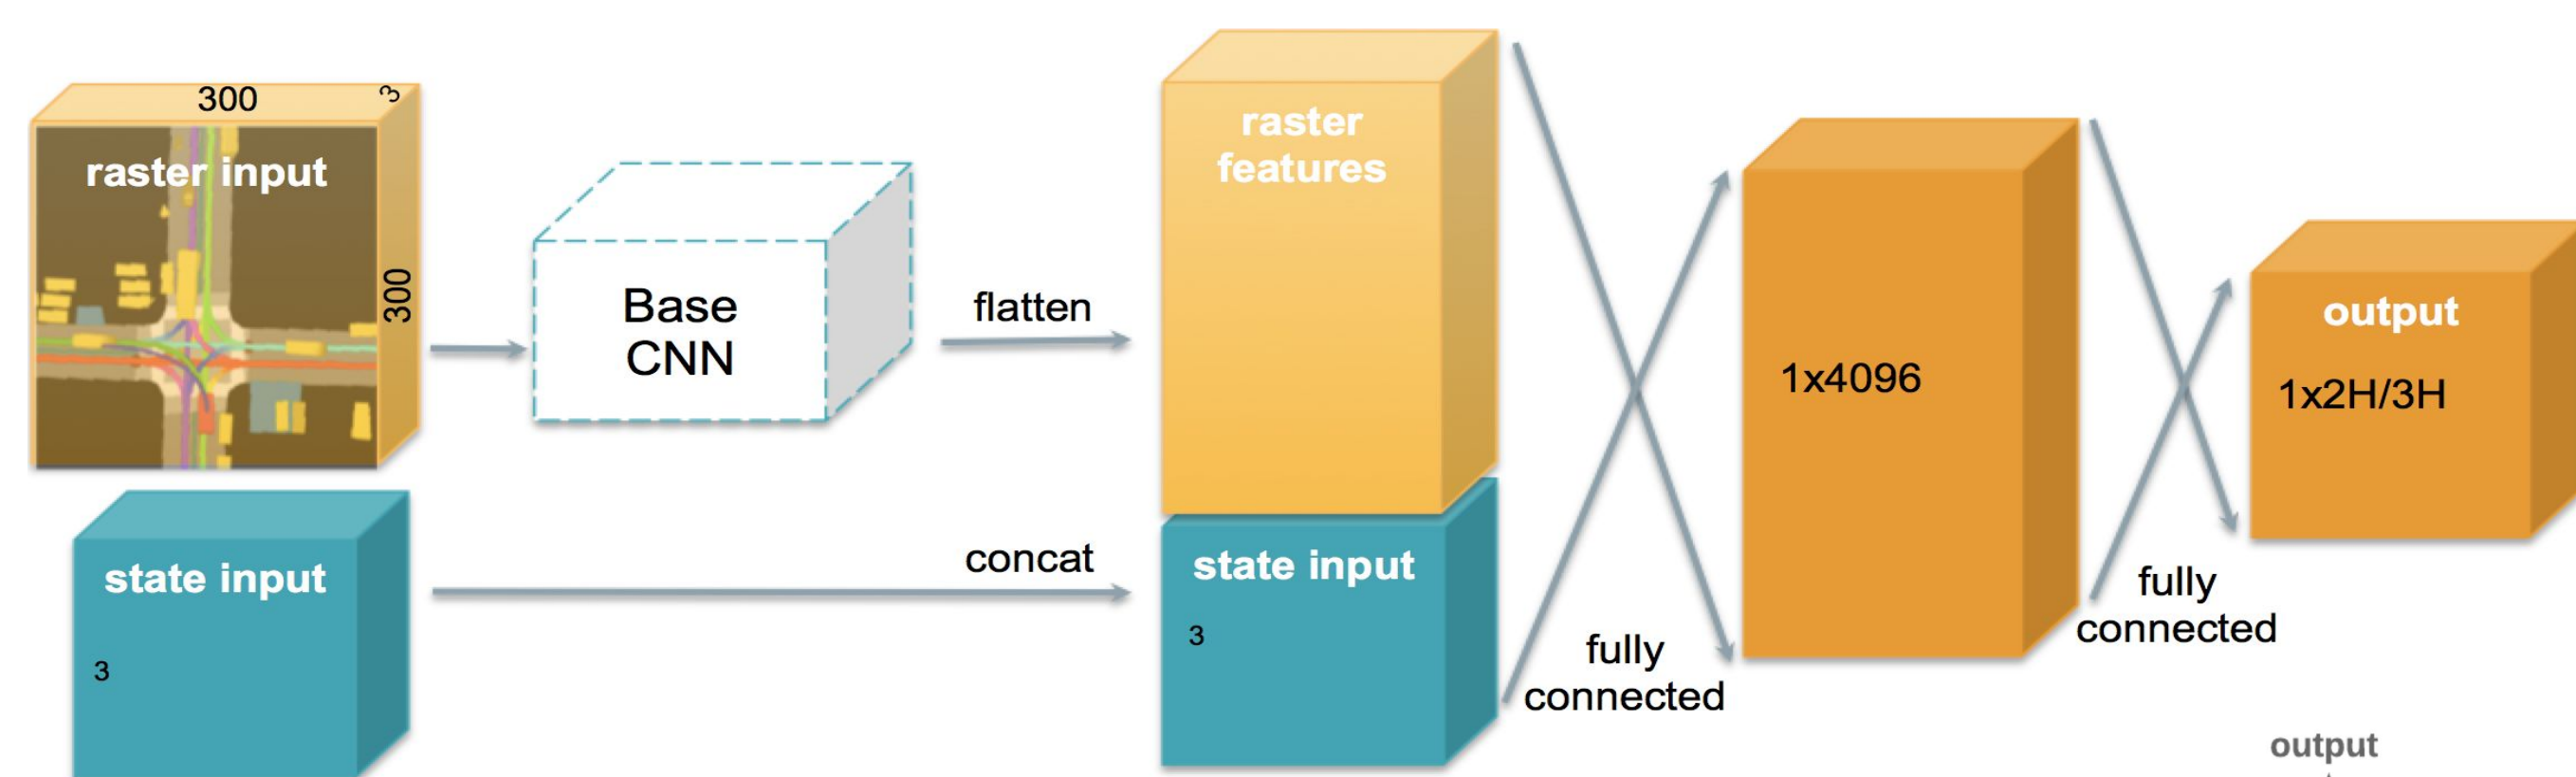 300
3
raster input
300
Base
CNN
flatten
raster
features
state input
3
concat
state input
3
fully
connected
1x4096
fully
connected
output
1x2H/3H
output